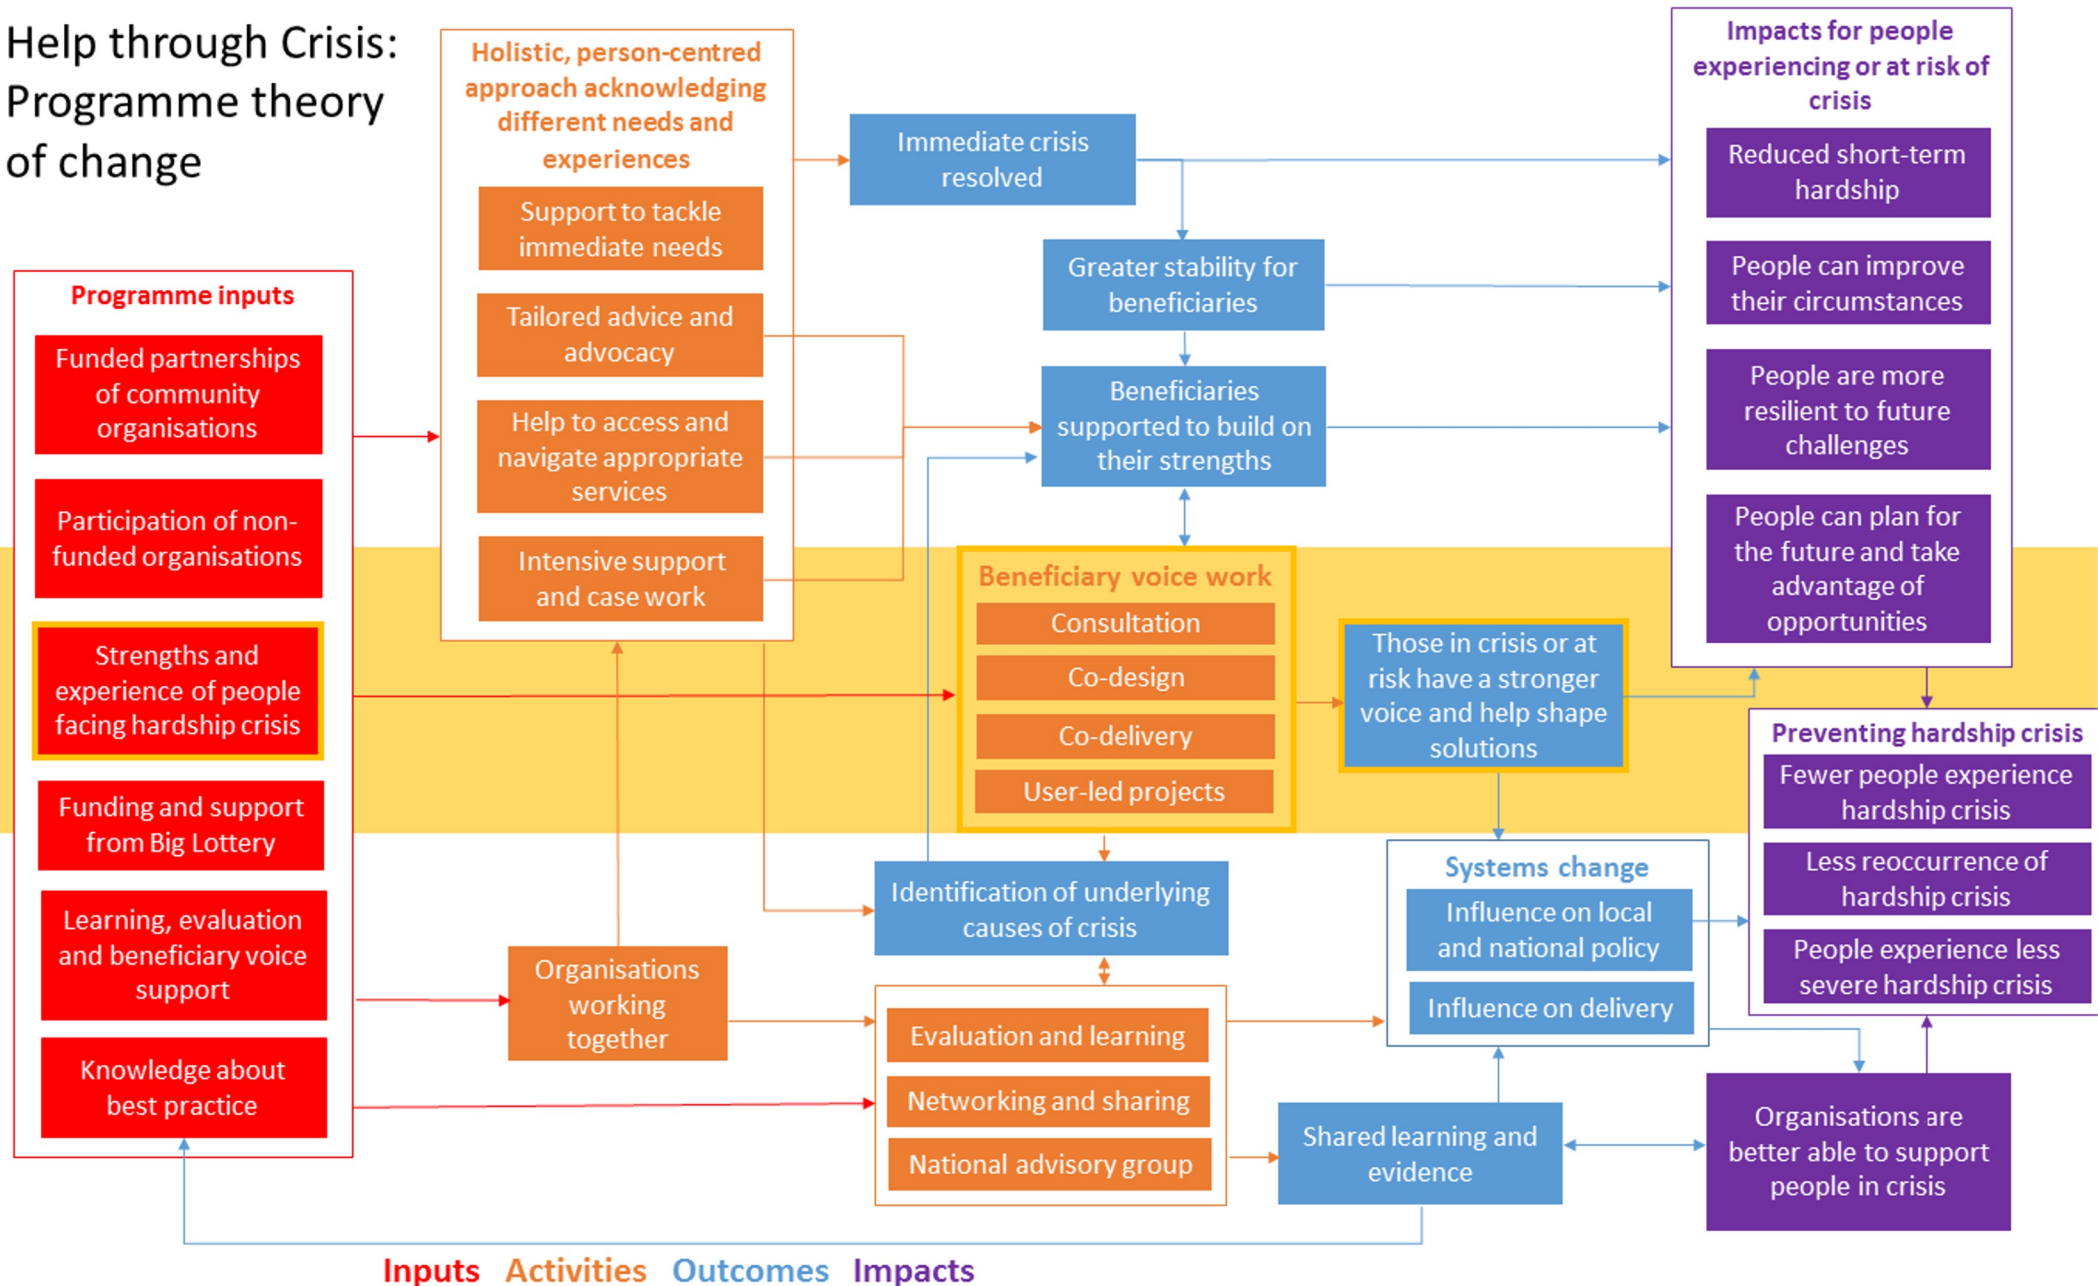 Help through Crisis:
Programme theory
of change
Programme inputs
Funded partnerships
of community
organisations
Participation of non-
funded organisations
Strengths and
experience of people
facing hardship crisis
Funding and support
from Big Lottery
Learning, evaluation
and beneficiary voice
support
Knowledge about
best practice
Holistic, person-centred
approach acknowledging
different needs and
experiences
Support to tackle
immediate needs
Tailored advice and
advocacy
Help to access and
navigate appropriate
services
Intensive support
and case work
Organisations
working
together
Immediate crisis
resolved
Greater stability for
beneficiaries
Beneficiaries
supported to build on
their strengths
Beneficiary voice work
Consultation
Co-design
Co-delivery
User-led projects
Identification of underlying
causes of crisis
Evaluation and learning
Networking and sharing
National advisory group
Those in crisis or at
risk have a stronger
voice and help shape
solutions
Systems change
Influence on local
and national policy
Influence on delivery
Shared learning and
evidence
Impacts for people
experiencing or at risk of
crisis
Reduced short-term
hardship
People can improve
their circumstances
People are more
resilient to future
challenges
People can plan for
the future and take
advantage of
opportunities
Preventing hardship crisis
Fewer people experience
hardship crisis
Less reoccurrence of
hardship crisis
People experience less
severe hardship crisis
Organisations are
better able to support
people in crisis
Inputs Activities Outcomes Impacts